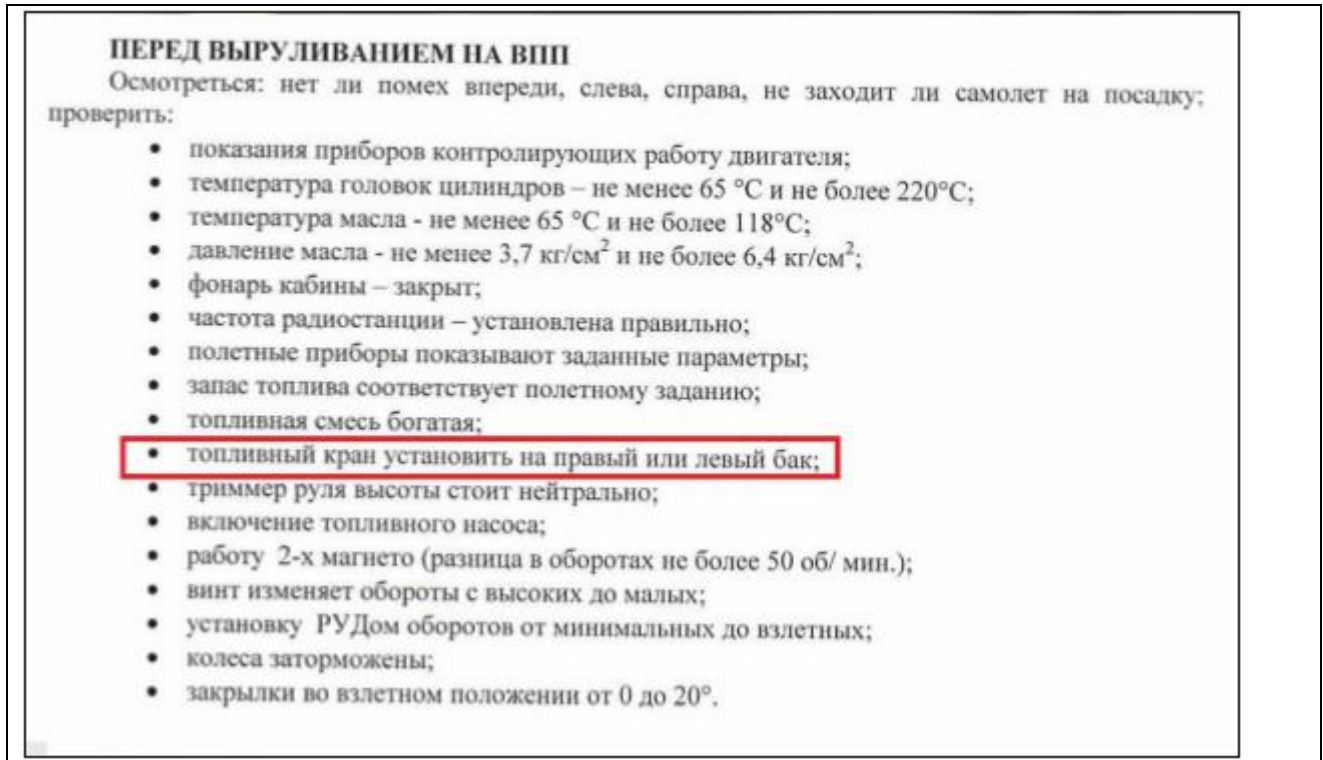 ПЕРЕД ВЫРУЛИВАНИЕМ НА ВПП
Осмотреться: нет ли помех впереди, слева, справа, не заходит ли самолет на посадку;
проверить:
• показания приборов контролирующих работу двигателя;
• температура головок цилиндров – не менее 65 °С и не более 220°С;
• температура масла - не менее 65 °С и не более 118°С;
• давление масла - не менее 3,7 кг/см² и не более 6,4 кг/см²;
• фонарь кабины – закрыт;
• частота радиостанции – установлена правильно;
• полетные приборы показывают заданные параметры;
• запас топлива соответствует полетному заданию;
• топливная смесь богатая;
• топливный кран установить на правый или левый бак;
• триммер руля высоты стоит нейтрально;
• включение топливного насоса;
• работу 2-х магнето (разница в оборотах не более 50 об/ мин.);
• винт изменяет обороты с высоких до малых;
• установку РУДом оборотов от минимальных до взлетных;
• колеса заторможены;
• закрылки во взлетном положении от 0 до 20°.